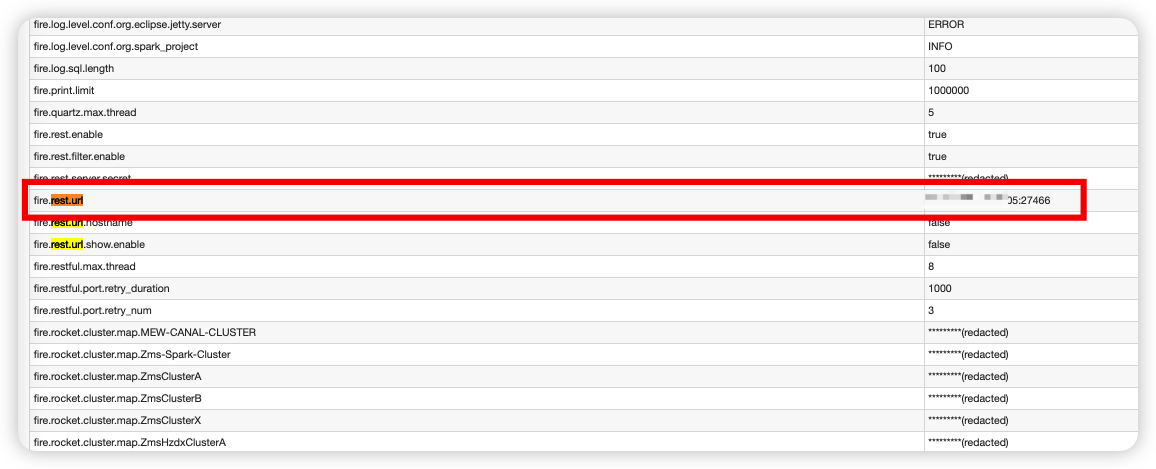 fire.log.level.conf.org.eclipse.jetty.server ERROR
fire.log.level.conf.org.spark_project INFO
fire.log.sql.length 100
fire.print.limit 1000000
fire.quartz.max.thread 5
fire.rest.enable true
fire.rest.filter.enable true
fire.rest.server.secret *********(redacted)
fire.rest.url 05:27466
fire.rest.url.hostname false
fire.rest.url.show.enable false
fire.restful.max.thread 8
fire.restful.port.retry_duration 1000
fire.restful.port.retry_num 3
fire.rocket.cluster.map.MEW-CANAL-CLUSTER *********(redacted)
fire.rocket.cluster.map.Zms-Spark-Cluster *********(redacted)
fire.rocket.cluster.map.ZmsClusterA *********(redacted)
fire.rocket.cluster.map.ZmsClusterB *********(redacted)
fire.rocket.cluster.map.ZmsClusterX *********(redacted)
fire.rocket.cluster.map.ZmsHzdxClusterA *********(redacted)